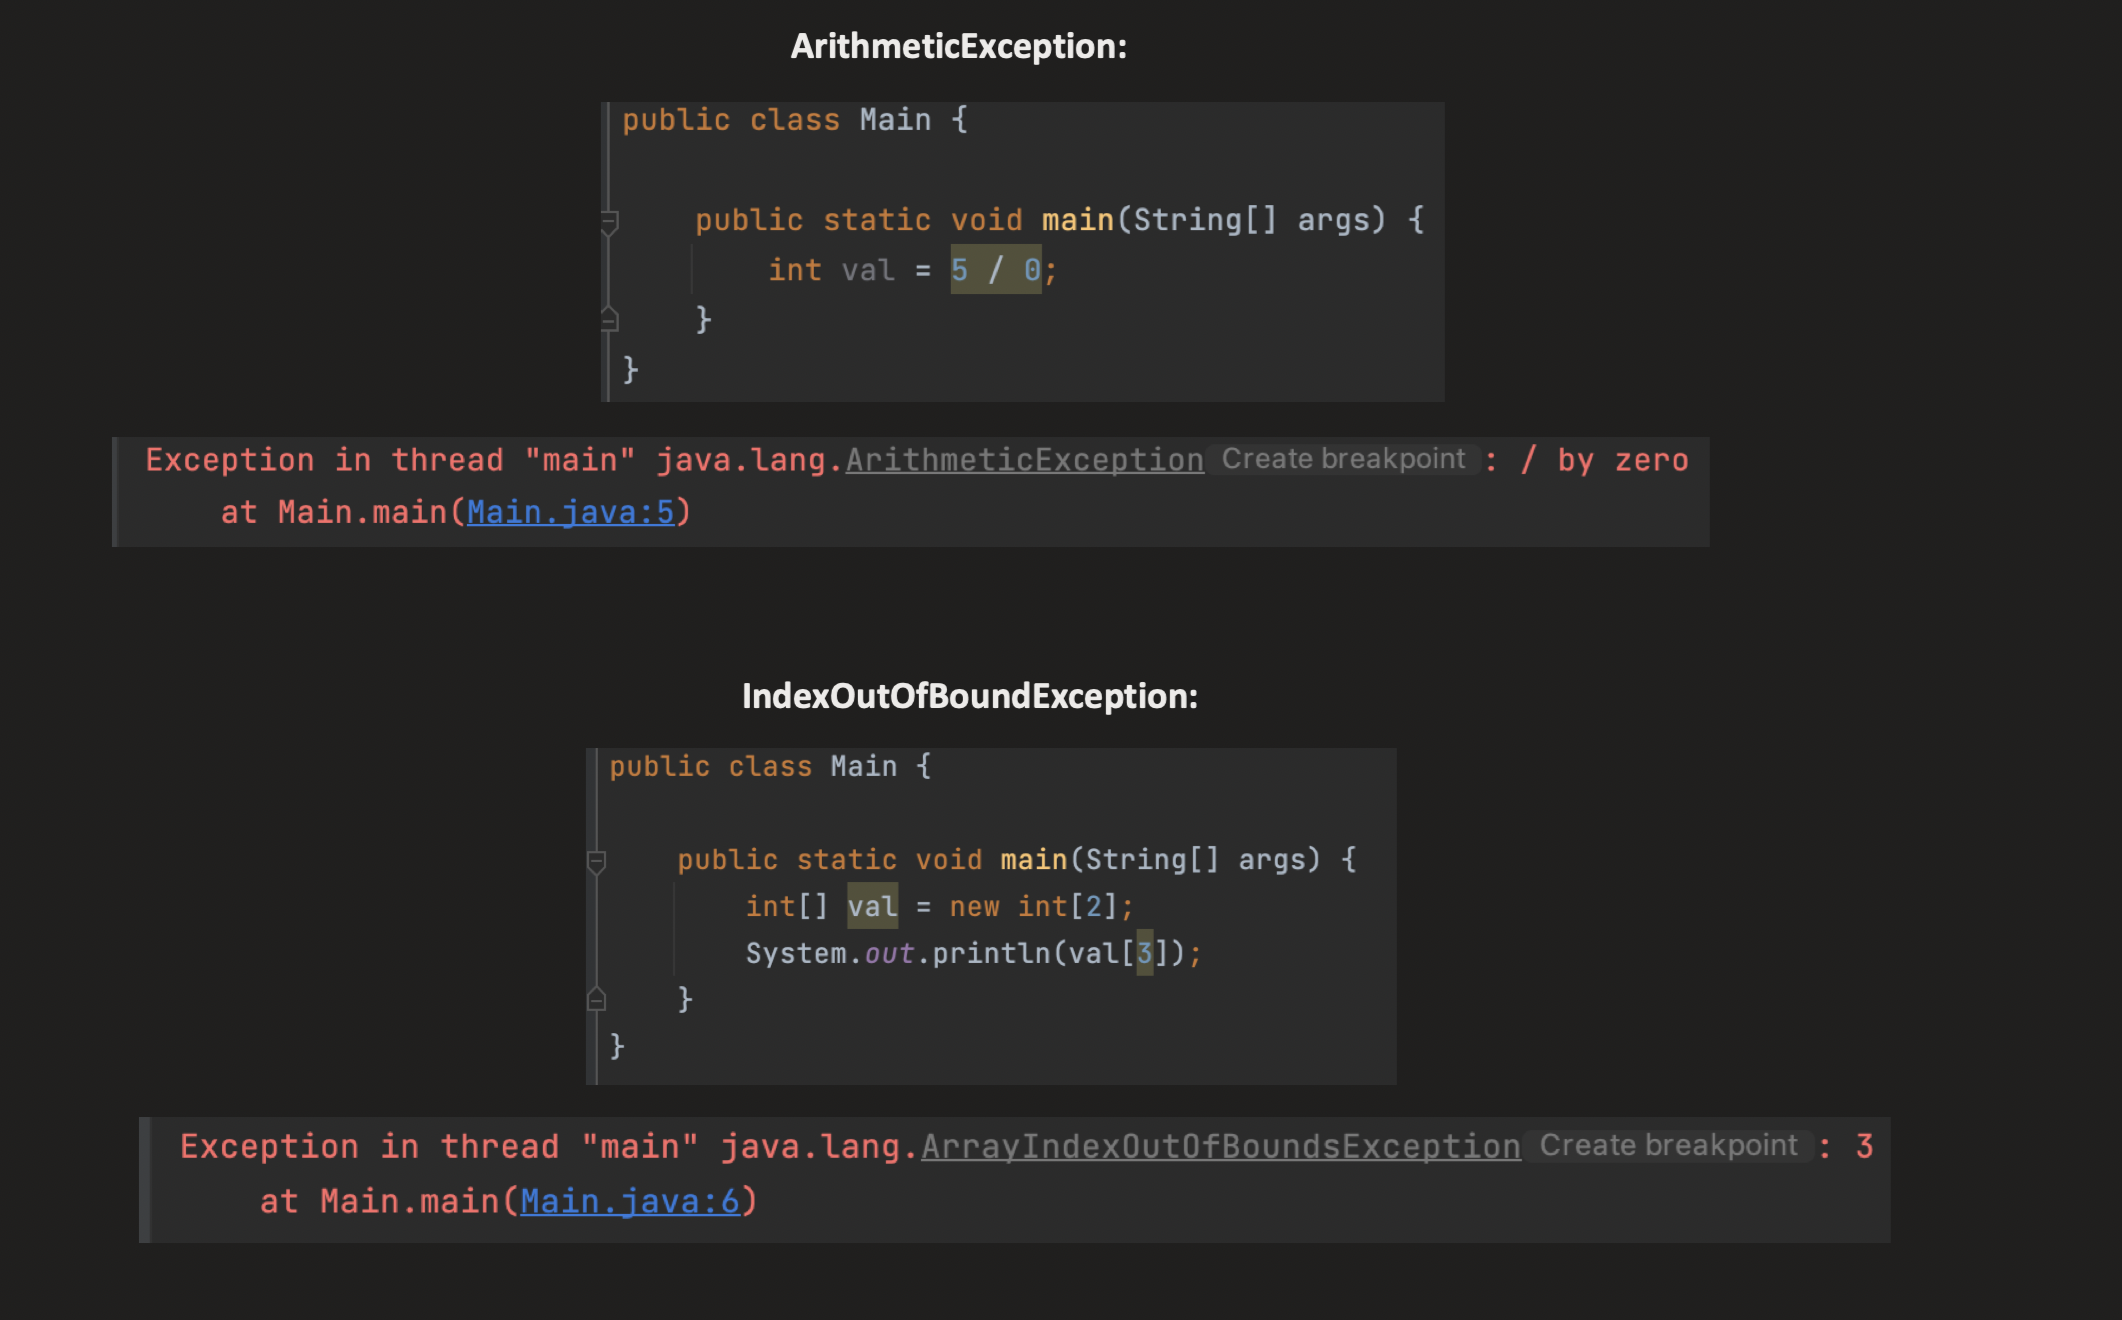 ArithmeticException:
public class Main {
public static void main(String[] args) {
int val = 5 / 0;
}
}
Exception in thread "main" java.lang.ArithmeticException Create breakpoint : / by zero
at Main.main(Main.java:5)
IndexOutOfBoundException:
public class Main {
public static void main(String[] args) {
int[] val = new int[2];
System.out.println(val[3]);
}
}
Exception in thread "main" java.lang.ArrayIndexOutOfBoundsException Create breakpoint : 3
at Main.main(Main.java:6)